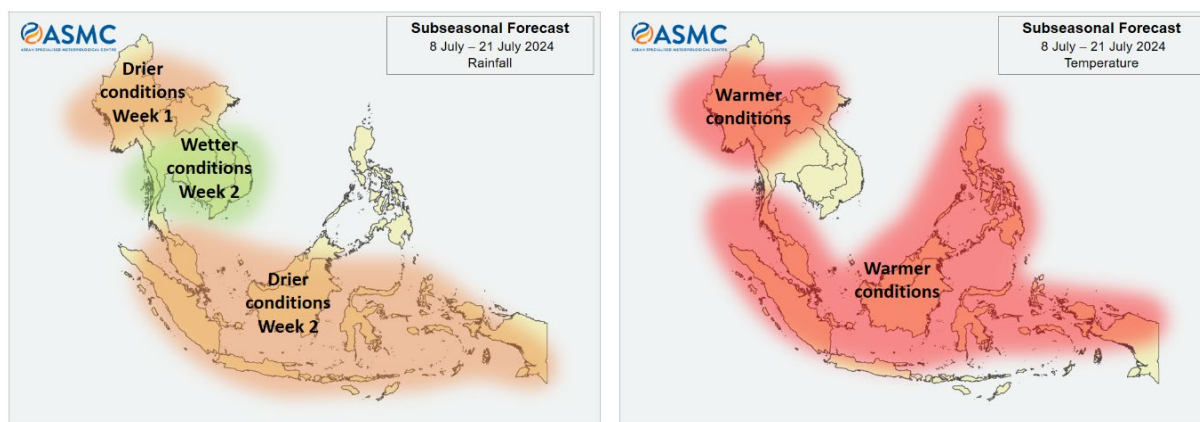 ASMC
ASEAN SPECIALISED METEOROLOGICAL CENTRE
Subseasonal Forecast
8 July – 21 July 2024
Rainfall
Drier
conditions
Week 1
Wetter
conditions
Week 2
Drier
conditions
Week 2
ASMC
ASEAN SPECIALISED METEOROLOGICAL CENTRE
Subseasonal Forecast
8 July – 21 July 2024
Temperature
Warmer
conditions
Warmer
conditions